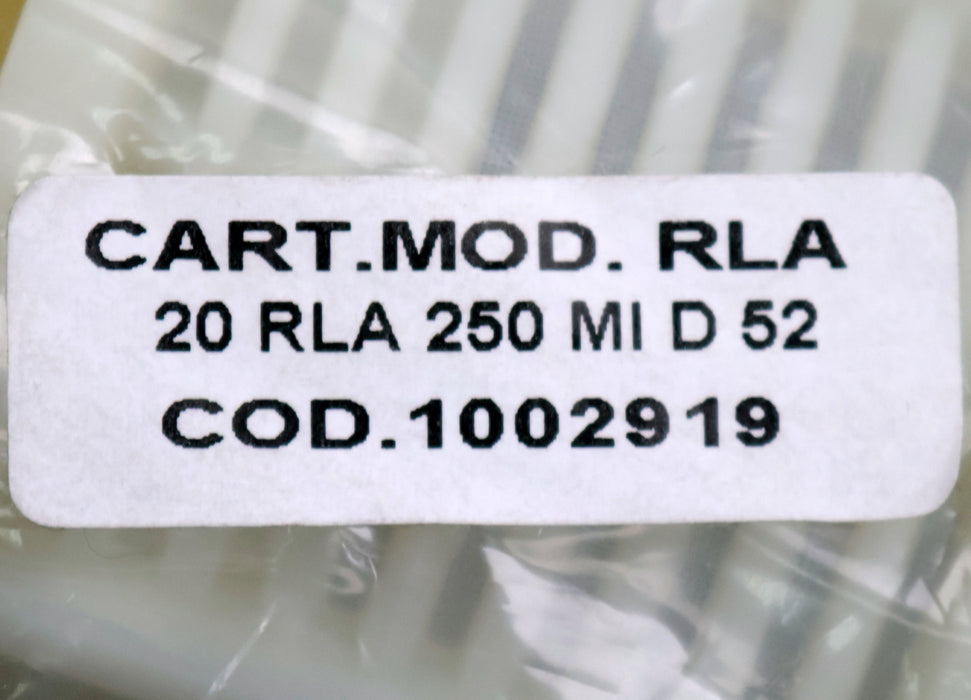 CART.MOD. RLA
20 RLA 250 MI D 52
COD.1002919